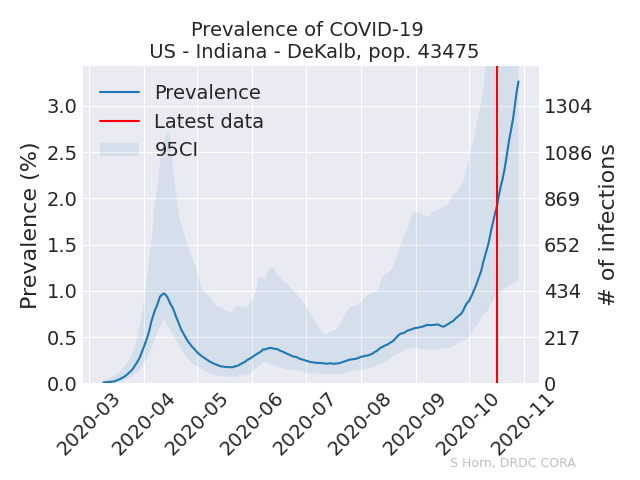 Prevalence of COVID-19
US - Indiana - DeKalb, pop. 43475
Prevalence
Latest data
95CI
Prevalence (%)
3.0
2.5
2.0
1.5
1.0
0.5
0.0
1304
1086
869
652
434
217
0
# of infections
2020-03
2020-04
2020-05
2020-06
2020-07
2020-08
2020-09
2020-10
2020-11
S Horn, DRDC CORA